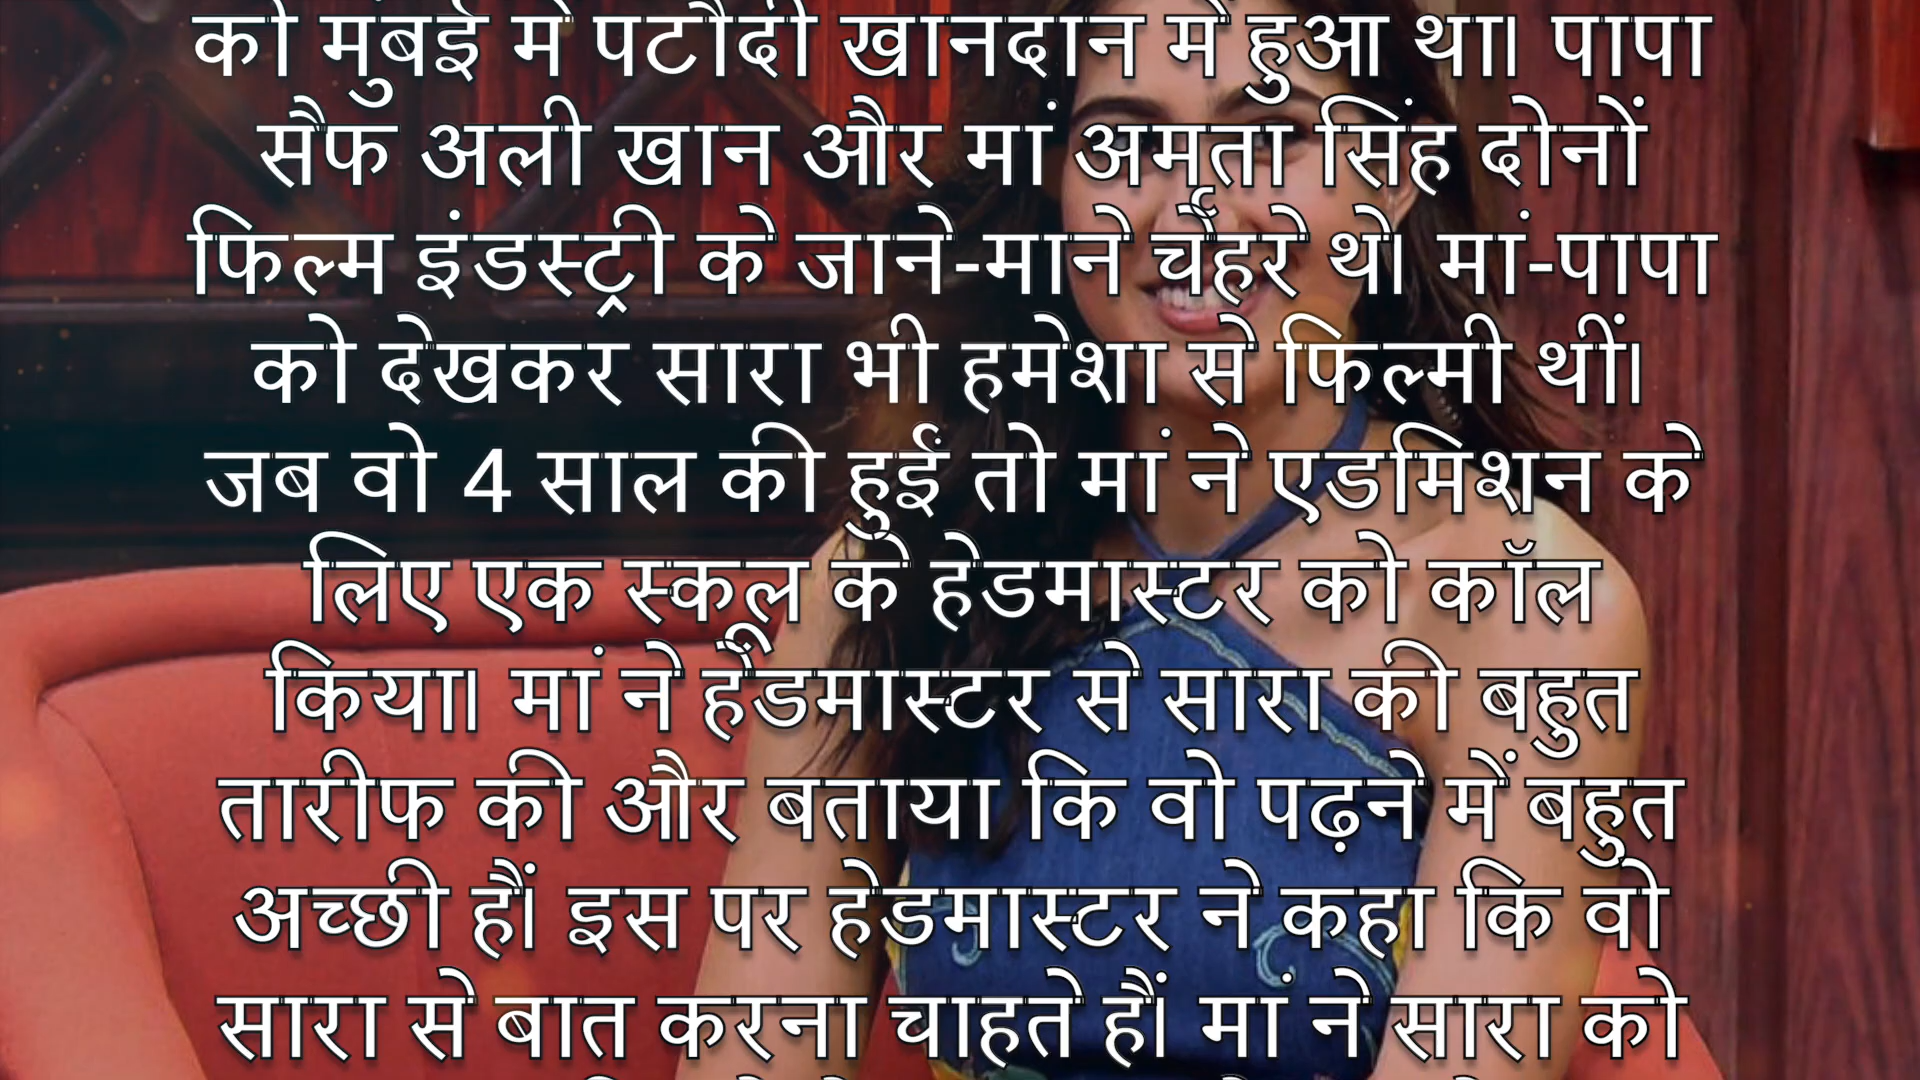 को मुंबई में पटौदी खानदान में हुआ था। पापा
सैफ अली खान और मां अमृता सिंह दोनों
फिल्म इंडस्ट्री के जाने-माने चेहरे थे। मां-पापा
को देखकर सारा भी हमेशा से फिल्मी थीं।
जब वो 4 साल की हुईं तो मां ने एडमिशन के
लिए एक स्कूल के हेडमास्टर को कॉल
किया। मां ने हेडमास्टर से सारा की बहुत
तारीफ की और बताया कि वो पढ़ने में बहुत
अच्छी हैं। इस पर हेडमास्टर ने कहा कि वो
सारा से बात करना चाहते हैं। मां ने सारा को